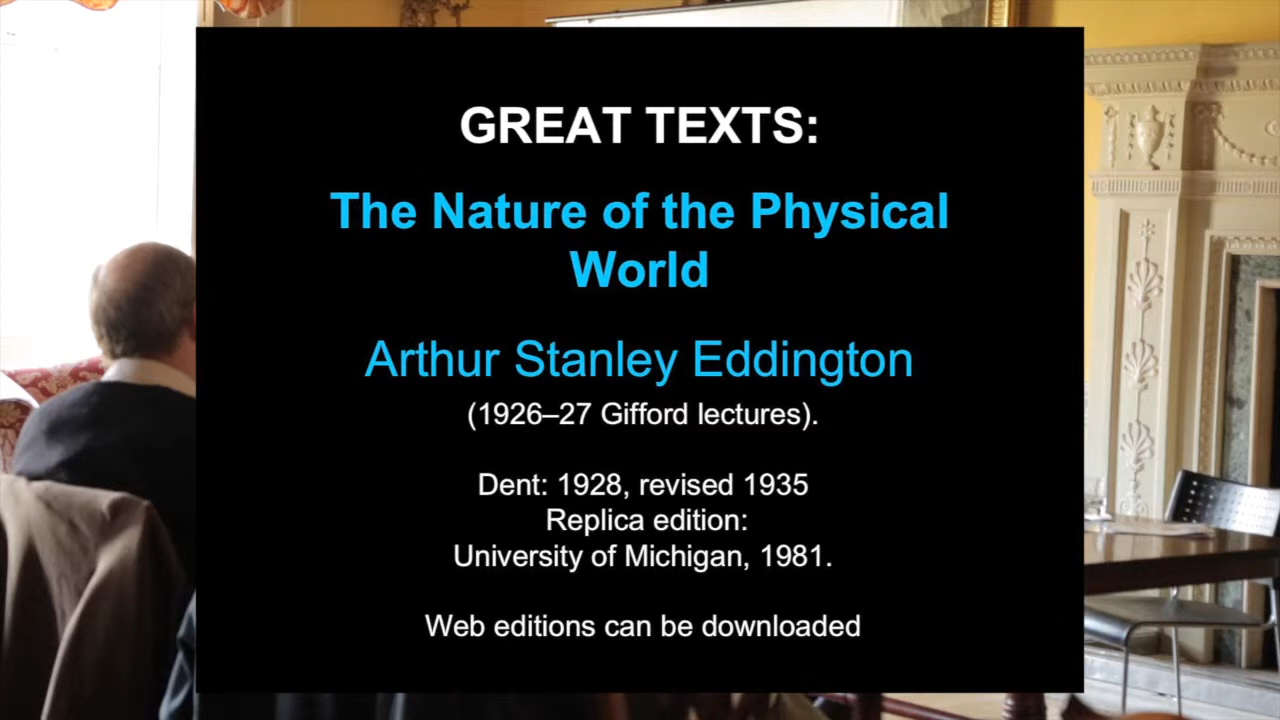 GREAT TEXTS:
The Nature of the Physical
World
Arthur Stanley Eddington
(1926–27 Gifford lectures).
Dent: 1928, revised 1935
Replica edition:
University of Michigan, 1981.
Web editions can be downloaded